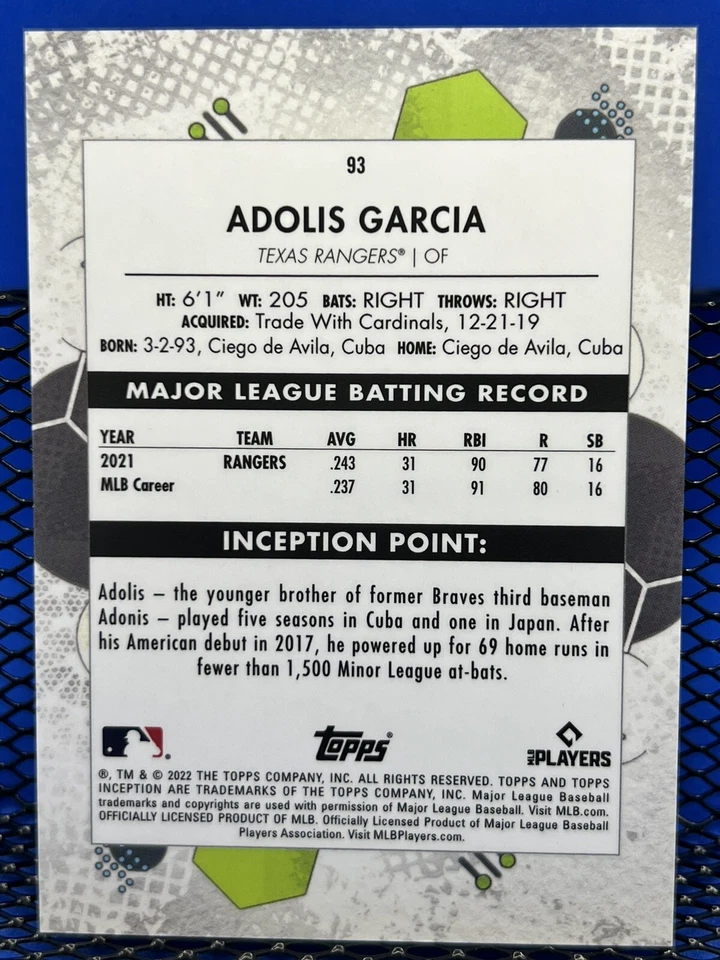 93
ADOLIS GARCIA
TEXAS RANGERS® | OF
HT: 6'1" WT: 205 BATS: RIGHT THROWS: RIGHT
ACQUIRED: Trade With Cardinals, 12-21-19
BORN: 3-2-93, Ciego de Avila, Cuba HOME: Ciego de Avila, Cuba
MAJOR LEAGUE BATTING RECORD
YEAR TEAM AVG HR RBI R SB
2021 RANGERS .243 31 90 77 16
MLB Career .237 31 91 80 16
INCEPTION POINT:
Adolis – the younger brother of former Braves third baseman
Adonis – played five seasons in Cuba and one in Japan. After
his American debut in 2017, he powered up for 69 home runs in
fewer than 1,500 Minor League at-bats.
® Topps® MLB PLAYERS
®, TM & © 2022 THE TOPPS COMPANY, INC. ALL RIGHTS RESERVED. TOPPS AND TOPPS
INCEPTION ARE TRADEMARKS OF THE TOPPS COMPANY, INC. Major League Baseball
trademarks and copyrights are used with permission of Major League Baseball. Visit MLB.com.
OFFICIALLY LICENSED PRODUCT OF MLB. Officially Licensed Product of Major League Baseball
Players Association. Visit MLBPlayers.com.